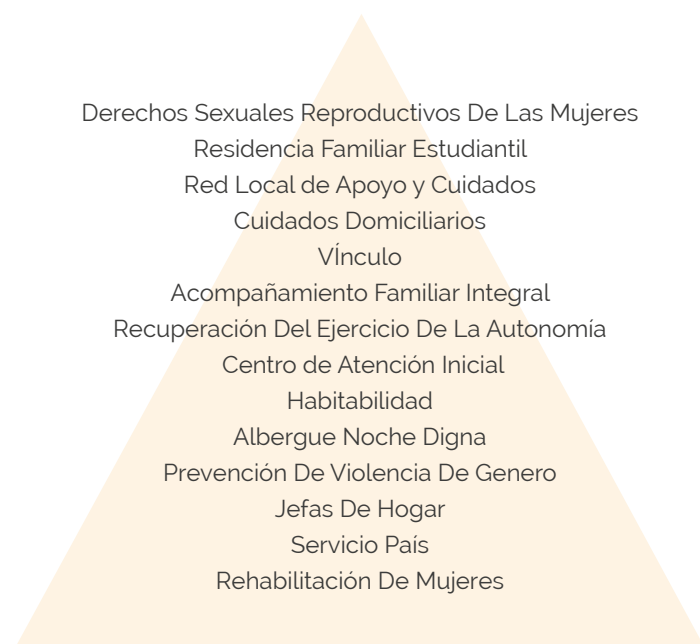 Derechos Sexuales Reproductivos De Las Mujeres
Residencia Familiar Estudiantil
Red Local de Apoyo y Cuidados
Cuidados Domiciliarios
VÍnculo
Acompañamiento Familiar Integral
Recuperación Del Ejercicio De La Autonomía
Centro de Atención Inicial
Habitabilidad
Albergue Noche Digna
Prevención De Violencia De Genero
Jefas De Hogar
Servicio País
Rehabilitación De Mujeres